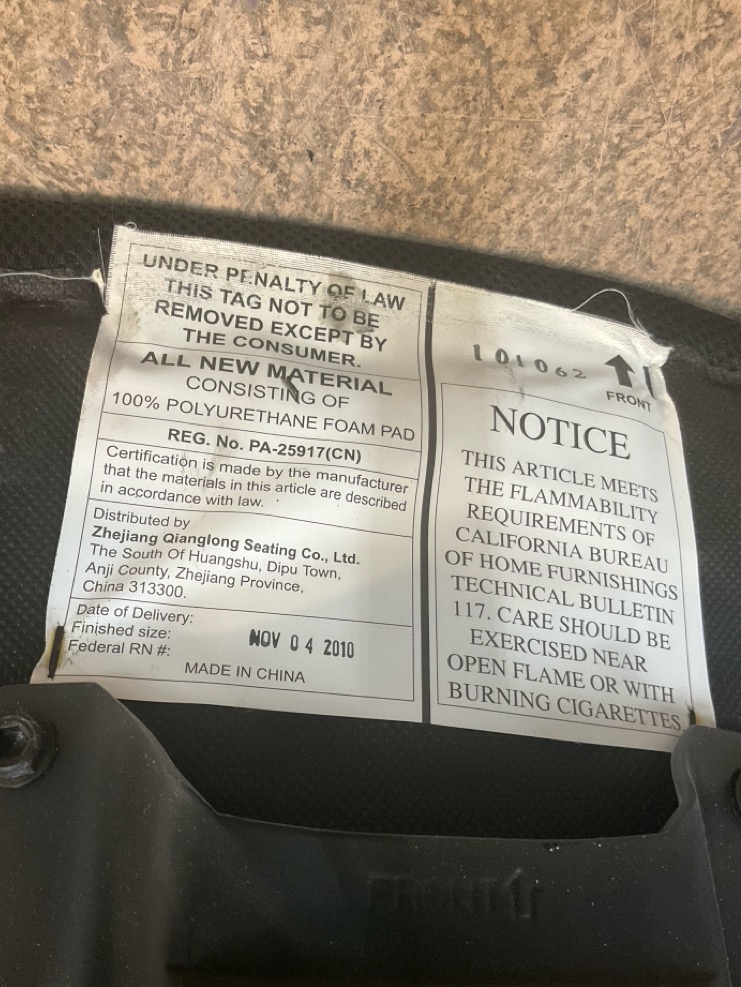 UNDER PENALTY OF LAW
THIS TAG NOT TO BE
REMOVED EXCEPT BY
THE CONSUMER.
ALL NEW MATERIAL
CONSISTING OF
100% POLYURETHANE FOAM PAD
REG. No. PA-25917(CN)
Certification is made by the manufacturer
that the materials in this article are described
in accordance with law.
Distributed by
Zhejiang Qianglong Seating Co., Ltd.
The South Of Huangshu, Dipu Town,
Anji County, Zhejiang Province,
China 313300.
Date of Delivery:
Finished size:
Federal RN #:
NOV 04 2010
MADE IN CHINA
101062
FRONT
NOTICE
THIS ARTICLE MEETS
THE FLAMMABILITY
REQUIREMENTS OF
CALIFORNIA BUREAU
OF HOME FURNISHINGS
TECHNICAL BULLETIN
117. CARE SHOULD BE
EXERCISED NEAR
OPEN FLAME OR WITH
BURNING CIGARETTES
FRONT